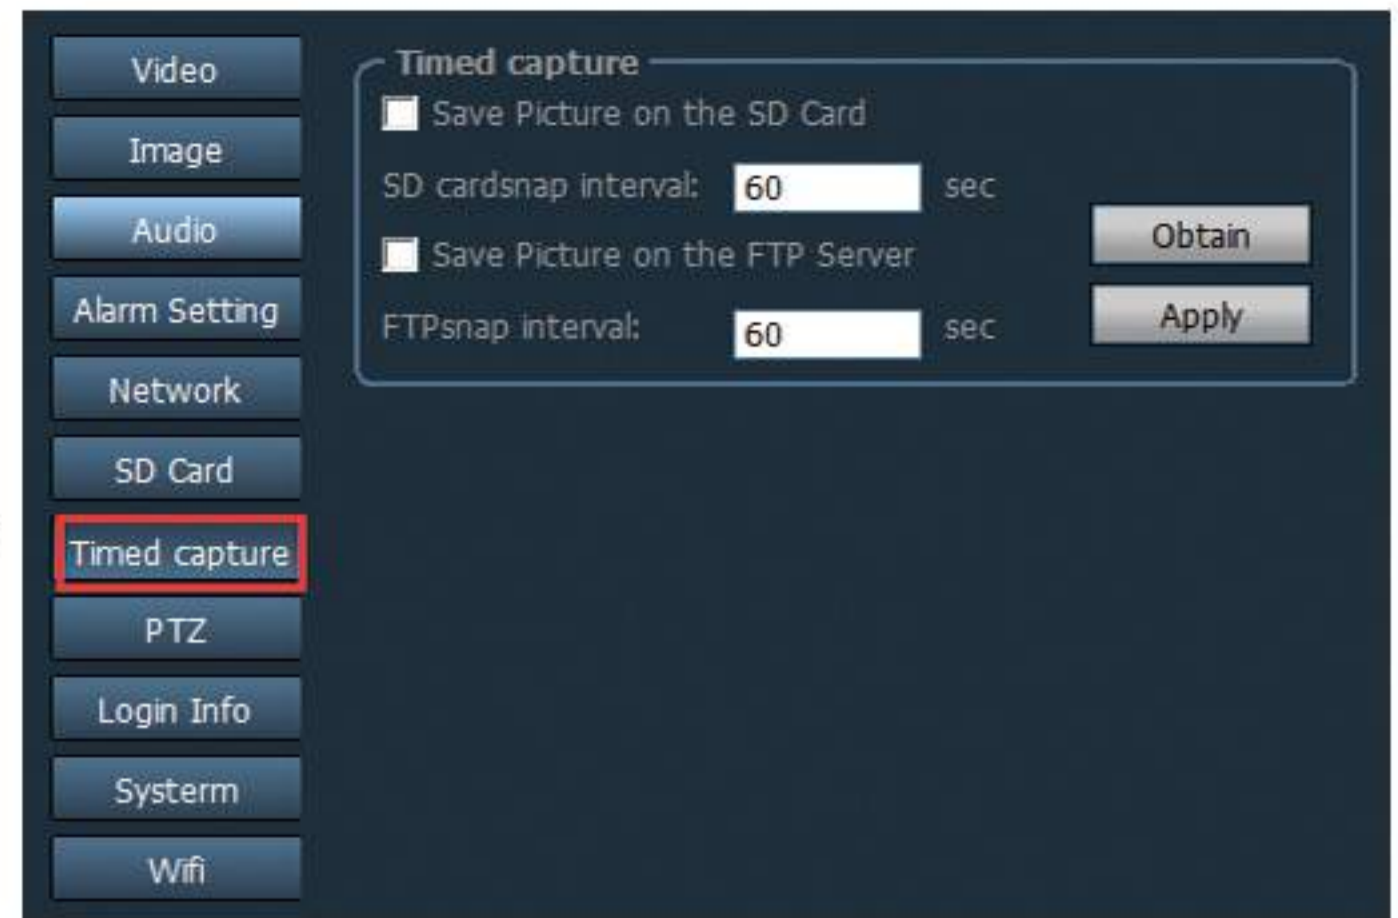 Video
Image
Audio
Alarm Setting
Network
SD Card
Timed capture
PTZ
Login Info
Systerm
Wifi
Timed capture
Save Picture on the SD Card
SD cardsnap interval: 60 sec
Save Picture on the FTP Server
FTPsnap interval: 60 sec
Obtain
Apply